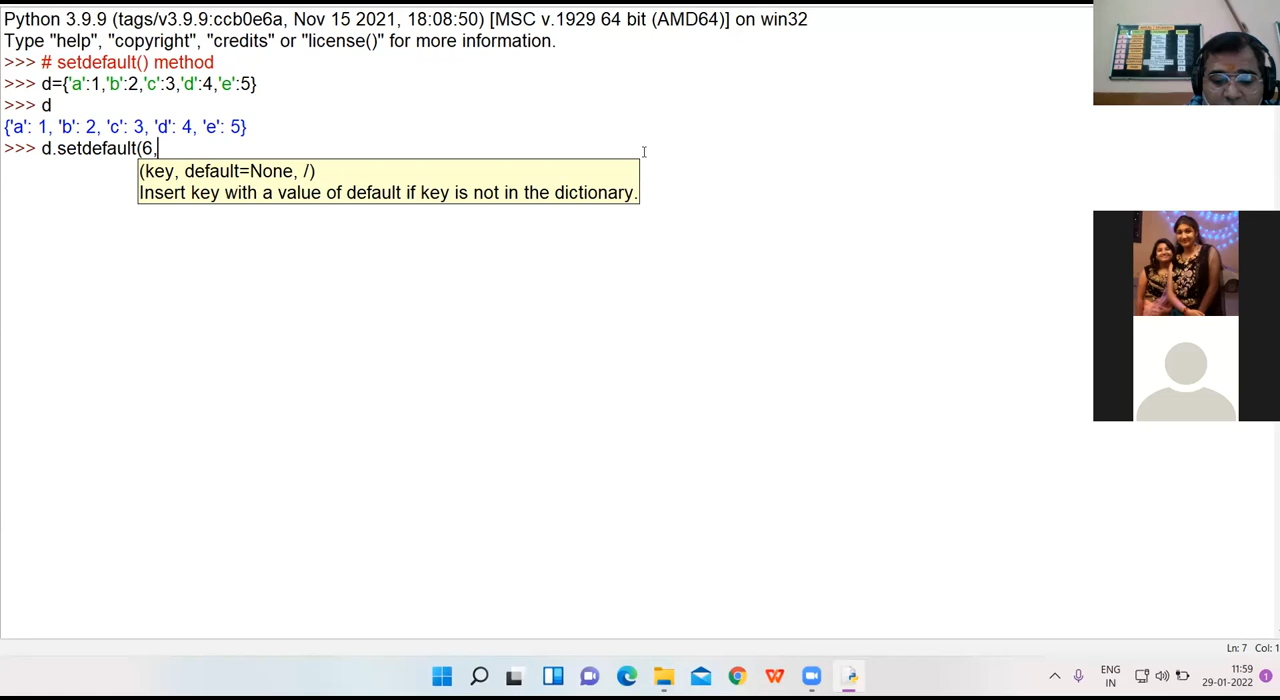 Python 3.9.9 (tags/v3.9.9:ccb0e6a, Nov 15 2021, 18:08:50) [MSC v.1929 64 bit (AMD64)] on win32
Type "help", "copyright", "credits" or "license()" for more information.
>>> # setdefault() method
>>> d={'a':1,'b':2,'c':3,'d':4,'e':5}
>>> d
{'a': 1, 'b': 2, 'c': 3, 'd': 4, 'e': 5}
>>> d.setdefault(6,
(key, default=None, /)
Insert key with a value of default if key is not in the dictionary.
Ln: 7 Col: 1
ENG
IN
11:59
29-01-2022
1